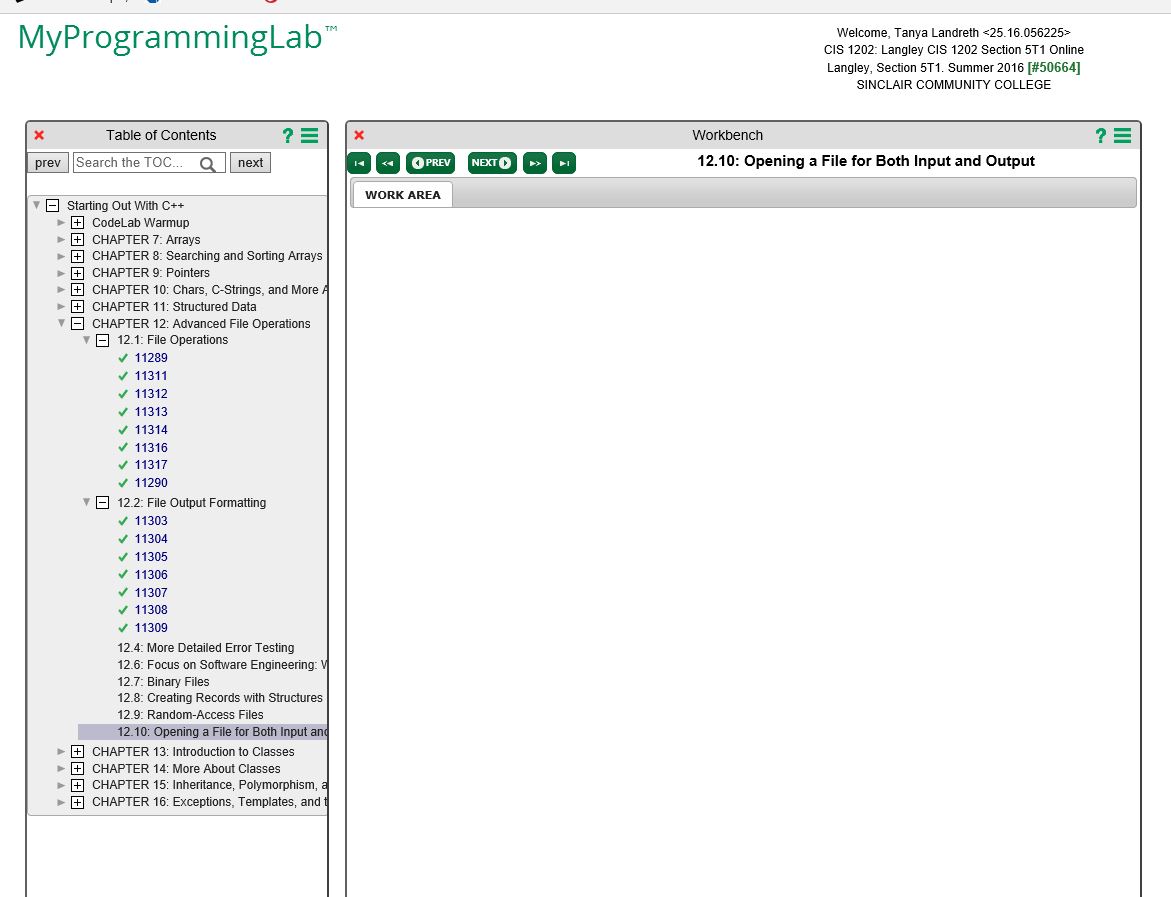 MyProgrammingLab™
Welcome, Tanya Landreth <25.16.056225>
CIS 1202: Langley CIS 1202 Section 5T1 Online
Langley, Section 5T1. Summer 2016 [#50664]
SINCLAIR COMMUNITY COLLEGE
Table of Contents
?
prev
Search the TOC...
next
Starting Out With C++
CodeLab Warmup
CHAPTER 7: Arrays
CHAPTER 8: Searching and Sorting Arrays
CHAPTER 9: Pointers
CHAPTER 10: Chars, C-Strings, and More A
CHAPTER 11: Structured Data
CHAPTER 12: Advanced File Operations
12.1: File Operations
11289
11311
11312
11313
11314
11316
11317
11290
12.2: File Output Formatting
11303
11304
11305
11306
11307
11308
11309
12.4: More Detailed Error Testing
12.6: Focus on Software Engineering: W
12.7: Binary Files
12.8: Creating Records with Structures
12.9: Random-Access Files
12.10: Opening a File for Both Input and
CHAPTER 13: Introduction to Classes
CHAPTER 14: More About Classes
CHAPTER 15: Inheritance, Polymorphism, a
CHAPTER 16: Exceptions, Templates, and t
Workbench
?
PREV
NEXT
12.10: Opening a File for Both Input and Output
WORK AREA